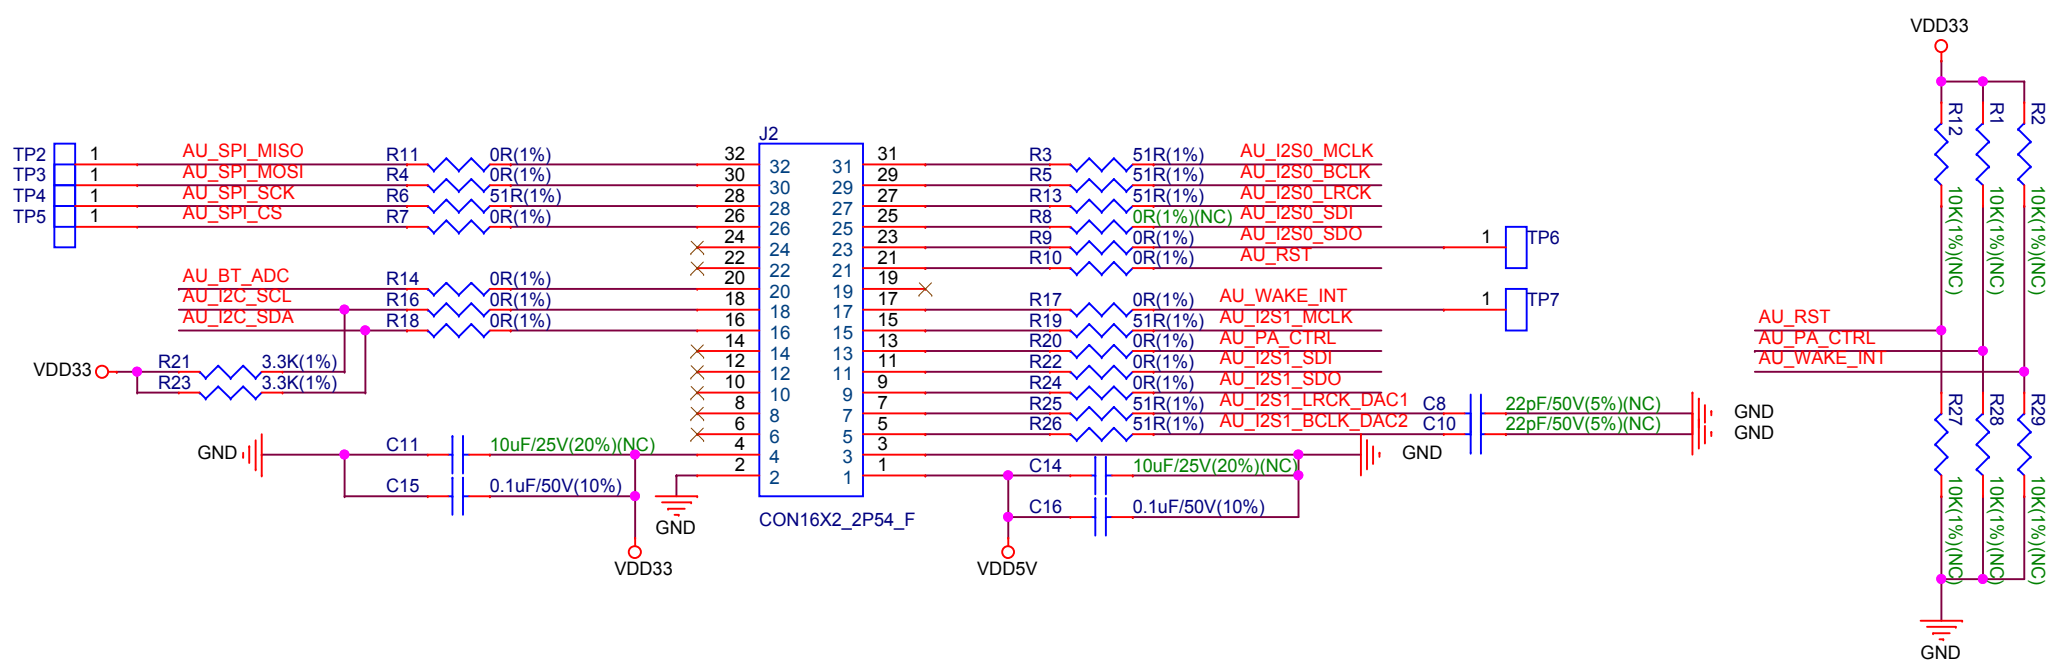 VDD33
J2
TP2 1 AU_SPI_MISO R11 0R(1%) 32 32 31 31 R3 51R(1%) AU_I2S0_MCLK
TP3 1 AU_SPI_MOSI R4 0R(1%) 30 30 29 29 R5 51R(1%) AU_I2S0_BCLK
TP4 1 AU_SPI_SCK R6 51R(1%) 28 28 27 27 R13 51R(1%) AU_I2S0_LRCK
TP5 1 AU_SPI_CS R7 0R(1%) 26 26 25 25 R8 0R(1%)(NC) AU_I2S0_SDI
24 24 23 23 R9 0R(1%) AU_I2S0_SDO 1 TP6
22 22 21 21 R10 0R(1%) AU_RST
AU_BT_ADC R14 0R(1%) 20 20 19 19
AU_I2C_SCL R16 0R(1%) 18 18 17 17 R17 0R(1%) AU_WAKE_INT 1 TP7
AU_I2C_SDA R18 0R(1%) 16 16 15 15 R19 51R(1%) AU_I2S1_MCLK
14 14 13 13 R20 0R(1%) AU_PA_CTRL
VDD33 R21 3.3K(1%) 12 12 11 11 R22 0R(1%) AU_I2S1_SDI
R23 3.3K(1%) 10 10 9 9 R24 0R(1%) AU_I2S1_SDO
8 8 7 7 R25 51R(1%) AU_I2S1_LRCK_DAC1 C8 22pF/50V(5%)(NC) GND
6 6 5 5 R26 51R(1%) AU_I2S1_BCLK_DAC2 C10 22pF/50V(5%)(NC) GND
GND C11 10uF/25V(20%)(NC) 4 4 3 3 GND
2 2 1 1 C14 10uF/25V(20%)(NC)
C15 0.1uF/50V(10%)
C16 0.1uF/50V(10%)
GND
CON16X2_2P54_F
VDD33
VDD5V
R12 R1 R2
10K(1%)(NC) 10K(1%)(NC) 10K(1%)(NC)
AU_RST
AU_PA_CTRL
AU_WAKE_INT
R27 R28 R29
10K(1%)(NC) 10K(1%)(NC) 10K(1%)(NC)
GND